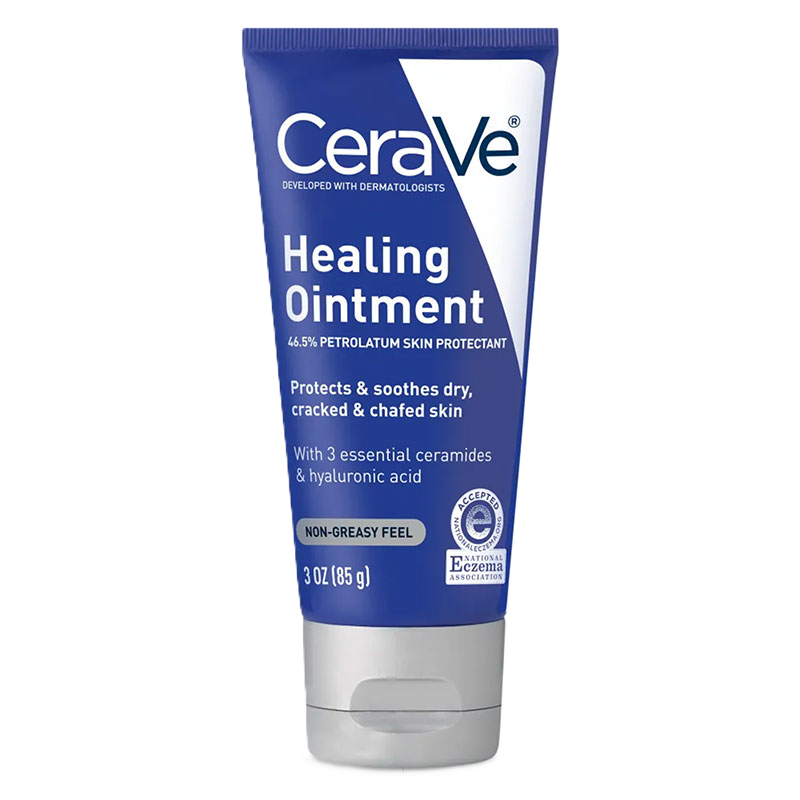 CeraVe®
DEVELOPED WITH DERMATOLOGISTS
Healing
Ointment
46.5% PETROLATUM SKIN PROTECTANT
Protects & soothes dry,
cracked & chafed skin
With 3 essential ceramides
& hyaluronic acid
NON-GREASY FEEL
3 OZ (85 g)
ACCEPTED
e
NATIONALECZEMA.ORG
NATIONAL
Eczema
ASSOCIATION